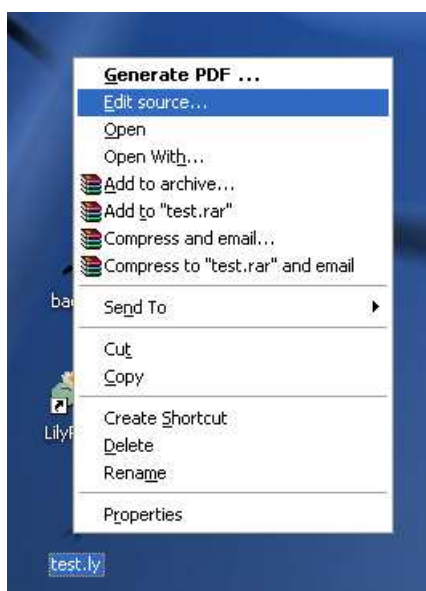 Generate PDF ...
Edit source...
Open
Open With...
Add to archive...
Add to "test.rar"
Compress and email...
Compress to "test.rar" and email
Send To
Cut
Copy
Create Shortcut
Delete
Rename
Properties
test.ly